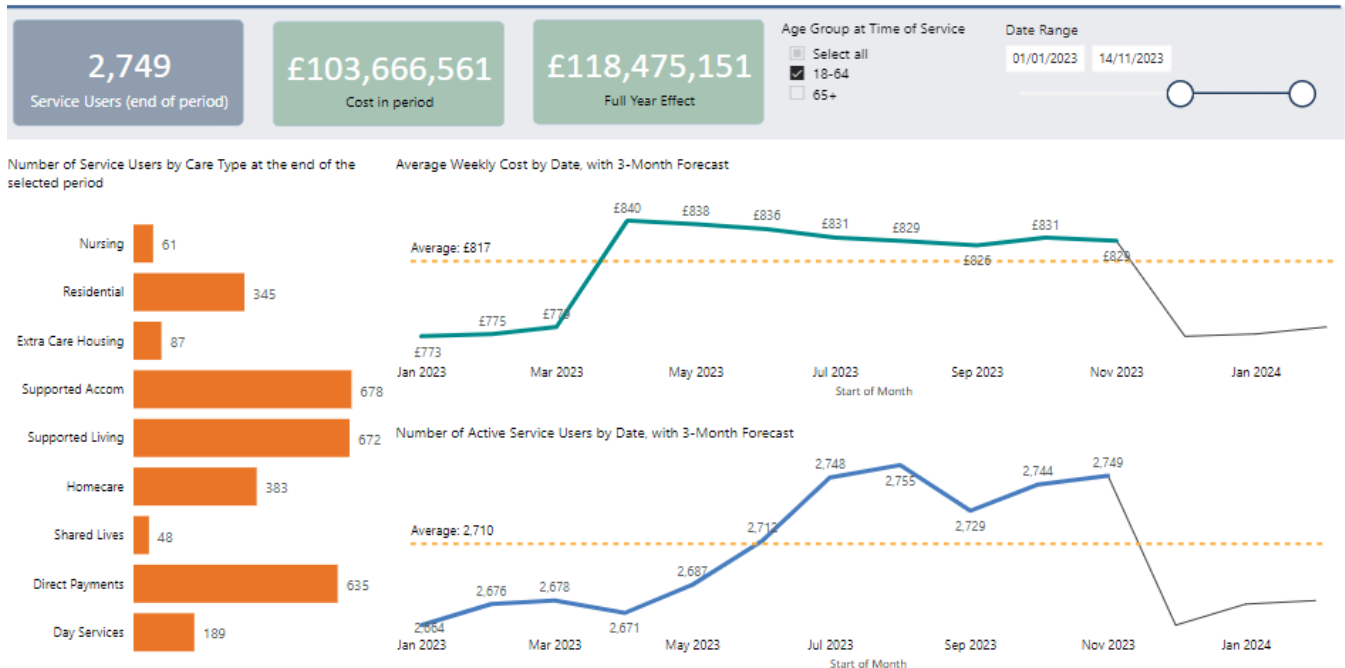 2,749
Service Users (end of period)
£103,666,561
Cost in period
£118,475,151
Full Year Effect
Age Group at Time of Service
Select all
18-64
65+
Date Range
01/01/2023
14/11/2023
Number of Service Users by Care Type at the end of the
selected period
Nursing 61
Residential 345
Extra Care Housing 87
Supported Accom 678
Supported Living 672
Homecare 383
Shared Lives 48
Direct Payments 635
Day Services 189
Average Weekly Cost by Date, with 3-Month Forecast
Average: £817
£773
£775
£779
£840
£838
£836
£831
£829
£826
£831
£829
Jan 2023
Mar 2023
May 2023
Jul 2023
Sep 2023
Nov 2023
Jan 2024
Start of Month
Number of Active Service Users by Date, with 3-Month Forecast
Average: 2,710
2,664
2,676
2,678
2,671
2,687
2,712
2,748
2,755
2,729
2,744
2,749
Jan 2023
Mar 2023
May 2023
Jul 2023
Sep 2023
Nov 2023
Jan 2024
Start of Month